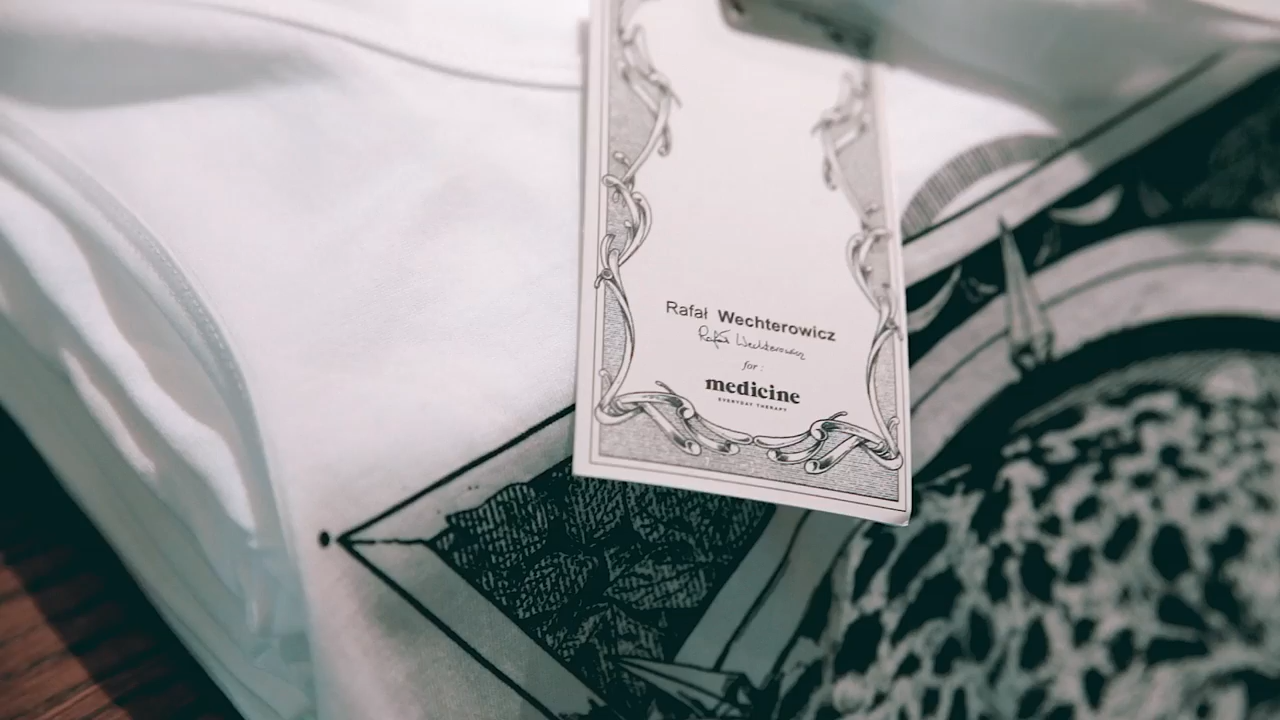 Rafał Wechterowicz
Rafał Wechterowicz
for :
medicine
EVERYDAY THERAPY